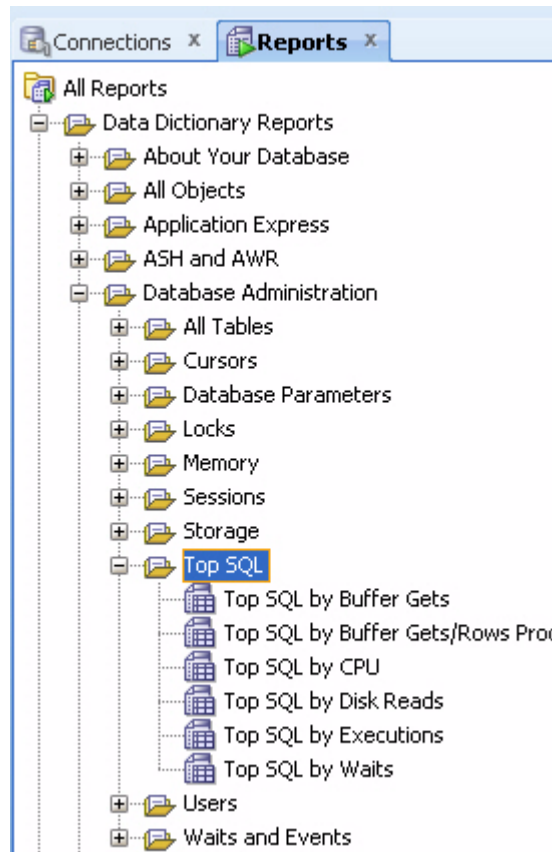 Connections x Reports x
All Reports
Data Dictionary Reports
About Your Database
All Objects
Application Express
ASH and AWR
Database Administration
All Tables
Cursors
Database Parameters
Locks
Memory
Sessions
Storage
Top SQL
Top SQL by Buffer Gets
Top SQL by Buffer Gets/Rows Proc
Top SQL by CPU
Top SQL by Disk Reads
Top SQL by Executions
Top SQL by Waits
Users
Waits and Events